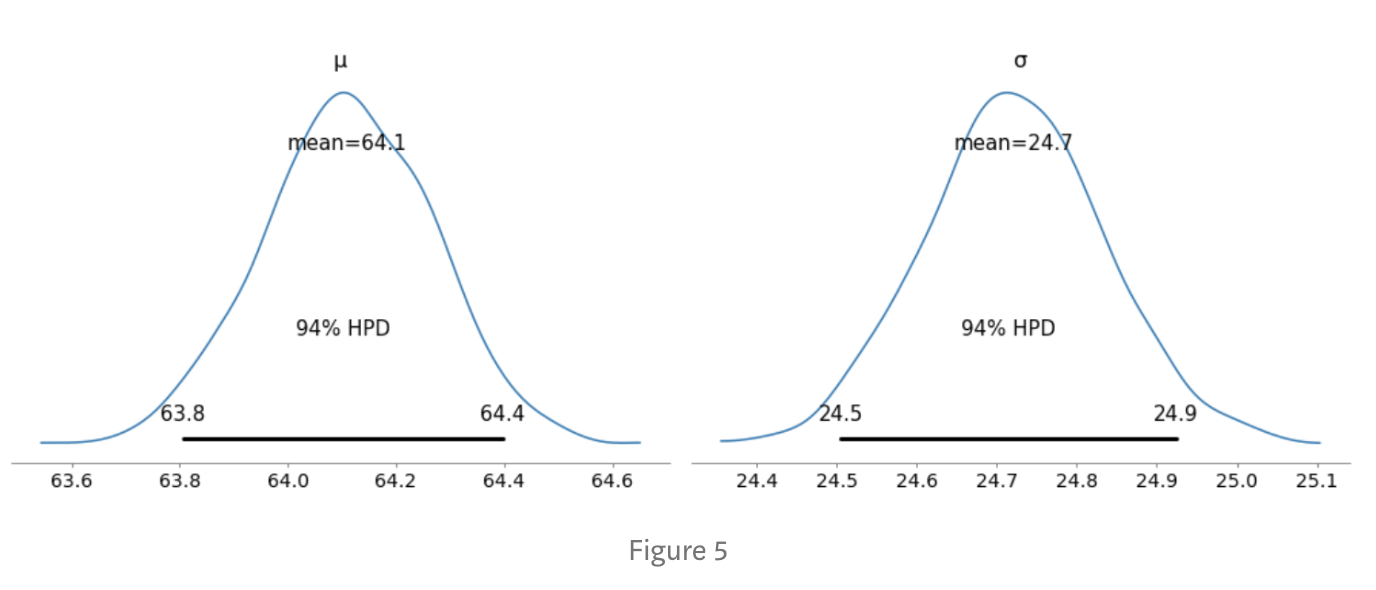 μ
mean=64.1
94% HPD
63.8 64.4
63.6 63.8 64.0 64.2 64.4 64.6
σ
mean=24.7
94% HPD
24.5 24.9
24.4 24.5 24.6 24.7 24.8 24.9 25.0 25.1
Figure 5